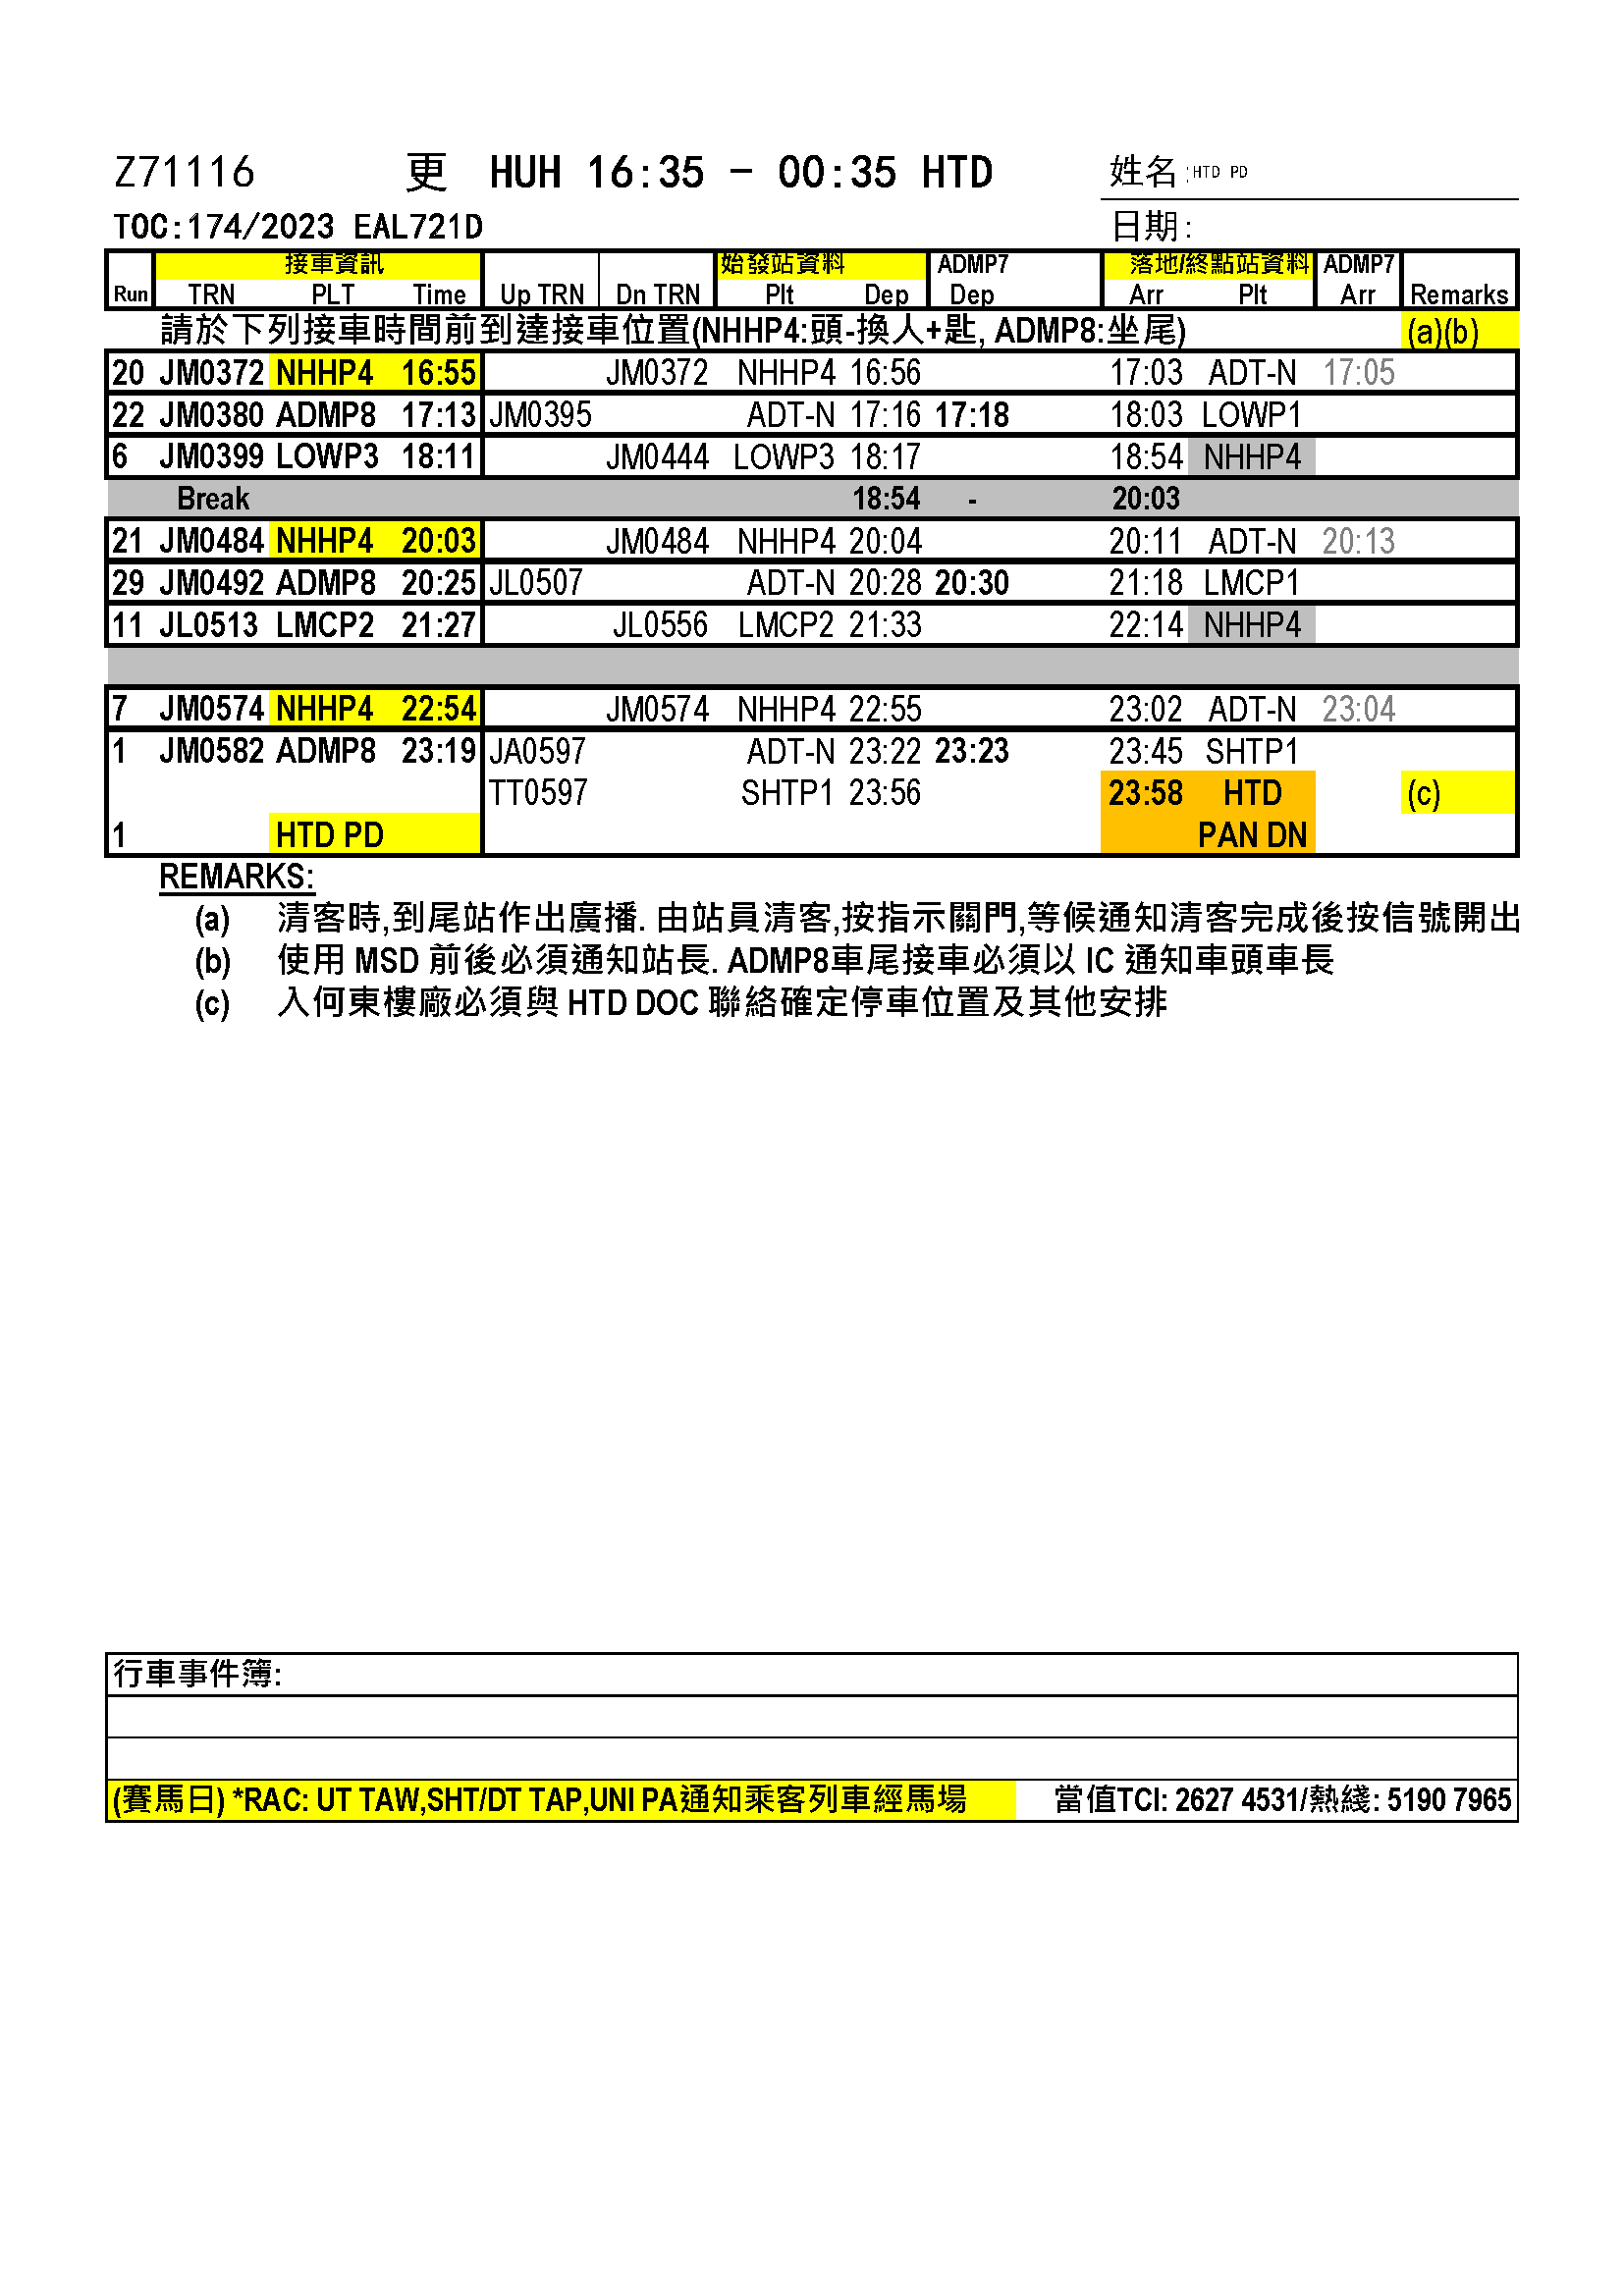 Z71116 更 HUH 16:35 - 00:35 HTD 姓名:HTD PD
TOC:174/2023 EAL721D 日期:
接車資訊 始發站資料 ADMP7 落地/終點站資料 ADMP7
Run TRN PLT Time Up TRN Dn TRN Plt Dep Dep Arr Plt Arr Remarks
請於下列接車時間前到達接車位置(NHHP4:頭-換人+匙, ADMP8:坐尾) (a)(b)
20 JM0372 NHHP4 16:55 JM0372 NHHP4 16:56 17:03 ADT-N 17:05
22 JM0380 ADMP8 17:13 JM0395 ADT-N 17:16 17:18 18:03 LOWP1
6 JM0399 LOWP3 18:11 JM0444 LOWP3 18:17 18:54 NHHP4
Break 18:54 - 20:03
21 JM0484 NHHP4 20:03 JM0484 NHHP4 20:04 20:11 ADT-N 20:13
29 JM0492 ADMP8 20:25 JL0507 ADT-N 20:28 20:30 21:18 LMCP1
11 JL0513 LMCP2 21:27 JL0556 LMCP2 21:33 22:14 NHHP4
7 JM0574 NHHP4 22:54 JM0574 NHHP4 22:55 23:02 ADT-N 23:04
1 JM0582 ADMP8 23:19 JA0597 ADT-N 23:22 23:23 23:45 SHTP1
TT0597 SHTP1 23:56 23:58 HTD (c)
1 HTD PD PAN DN
REMARKS:
(a) 清客時,到尾站作出廣播. 由站員清客,按指示關門,等候通知清客完成後按信號開出
(b) 使用 MSD 前後必須通知站長. ADMP8車尾接車必須以 IC 通知車頭車長
(c) 入何東樓廠必須與 HTD DOC 聯絡確定停車位置及其他安排
行車事件簿:
(賽馬日) *RAC: UT TAW,SHT/DT TAP,UNI PA通知乘客列車經馬場 當值TCI: 2627 4531/熱綫: 5190 7965